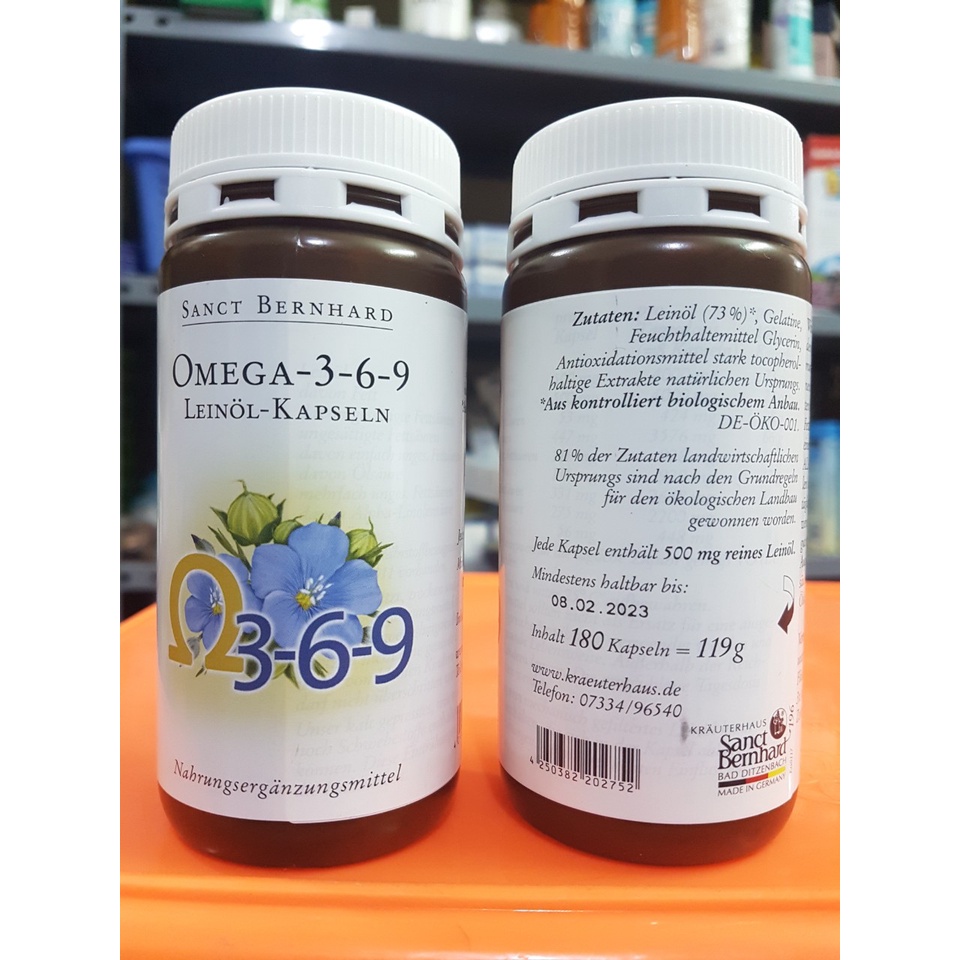 SANCT BERNHARD
OMEGA-3-6-9
LEINÖL-KAPSELN
Ω3-6-9
Nahrungsergänzungsmittel
Zutaten: Leinöl (73%)*, Gelatine,
Feuchthaltemittel Glycerin,
Antioxidationsmittel stark tocopherol-
haltige Extrakte natürlichen Ursprungs.
*Aus kontrolliert biologischem Anbau.
DE-ÖKO-001.
81% der Zutaten landwirtschaftlichen
Ursprungs sind nach den Grundregeln
für den ökologischen Landbau
gewonnen worden.
Jede Kapsel enthält 500 mg reines Leinöl.
Mindestens haltbar bis:
08.02.2023
Inhalt 180 Kapseln = 119g
www.kraeuterhaus.de
Telefon: 07334/96540
4 250382 202752
KRÄUTERHAUS
Sanct
Bernhard
BAD DITZENBACH
MADE IN GERMANY